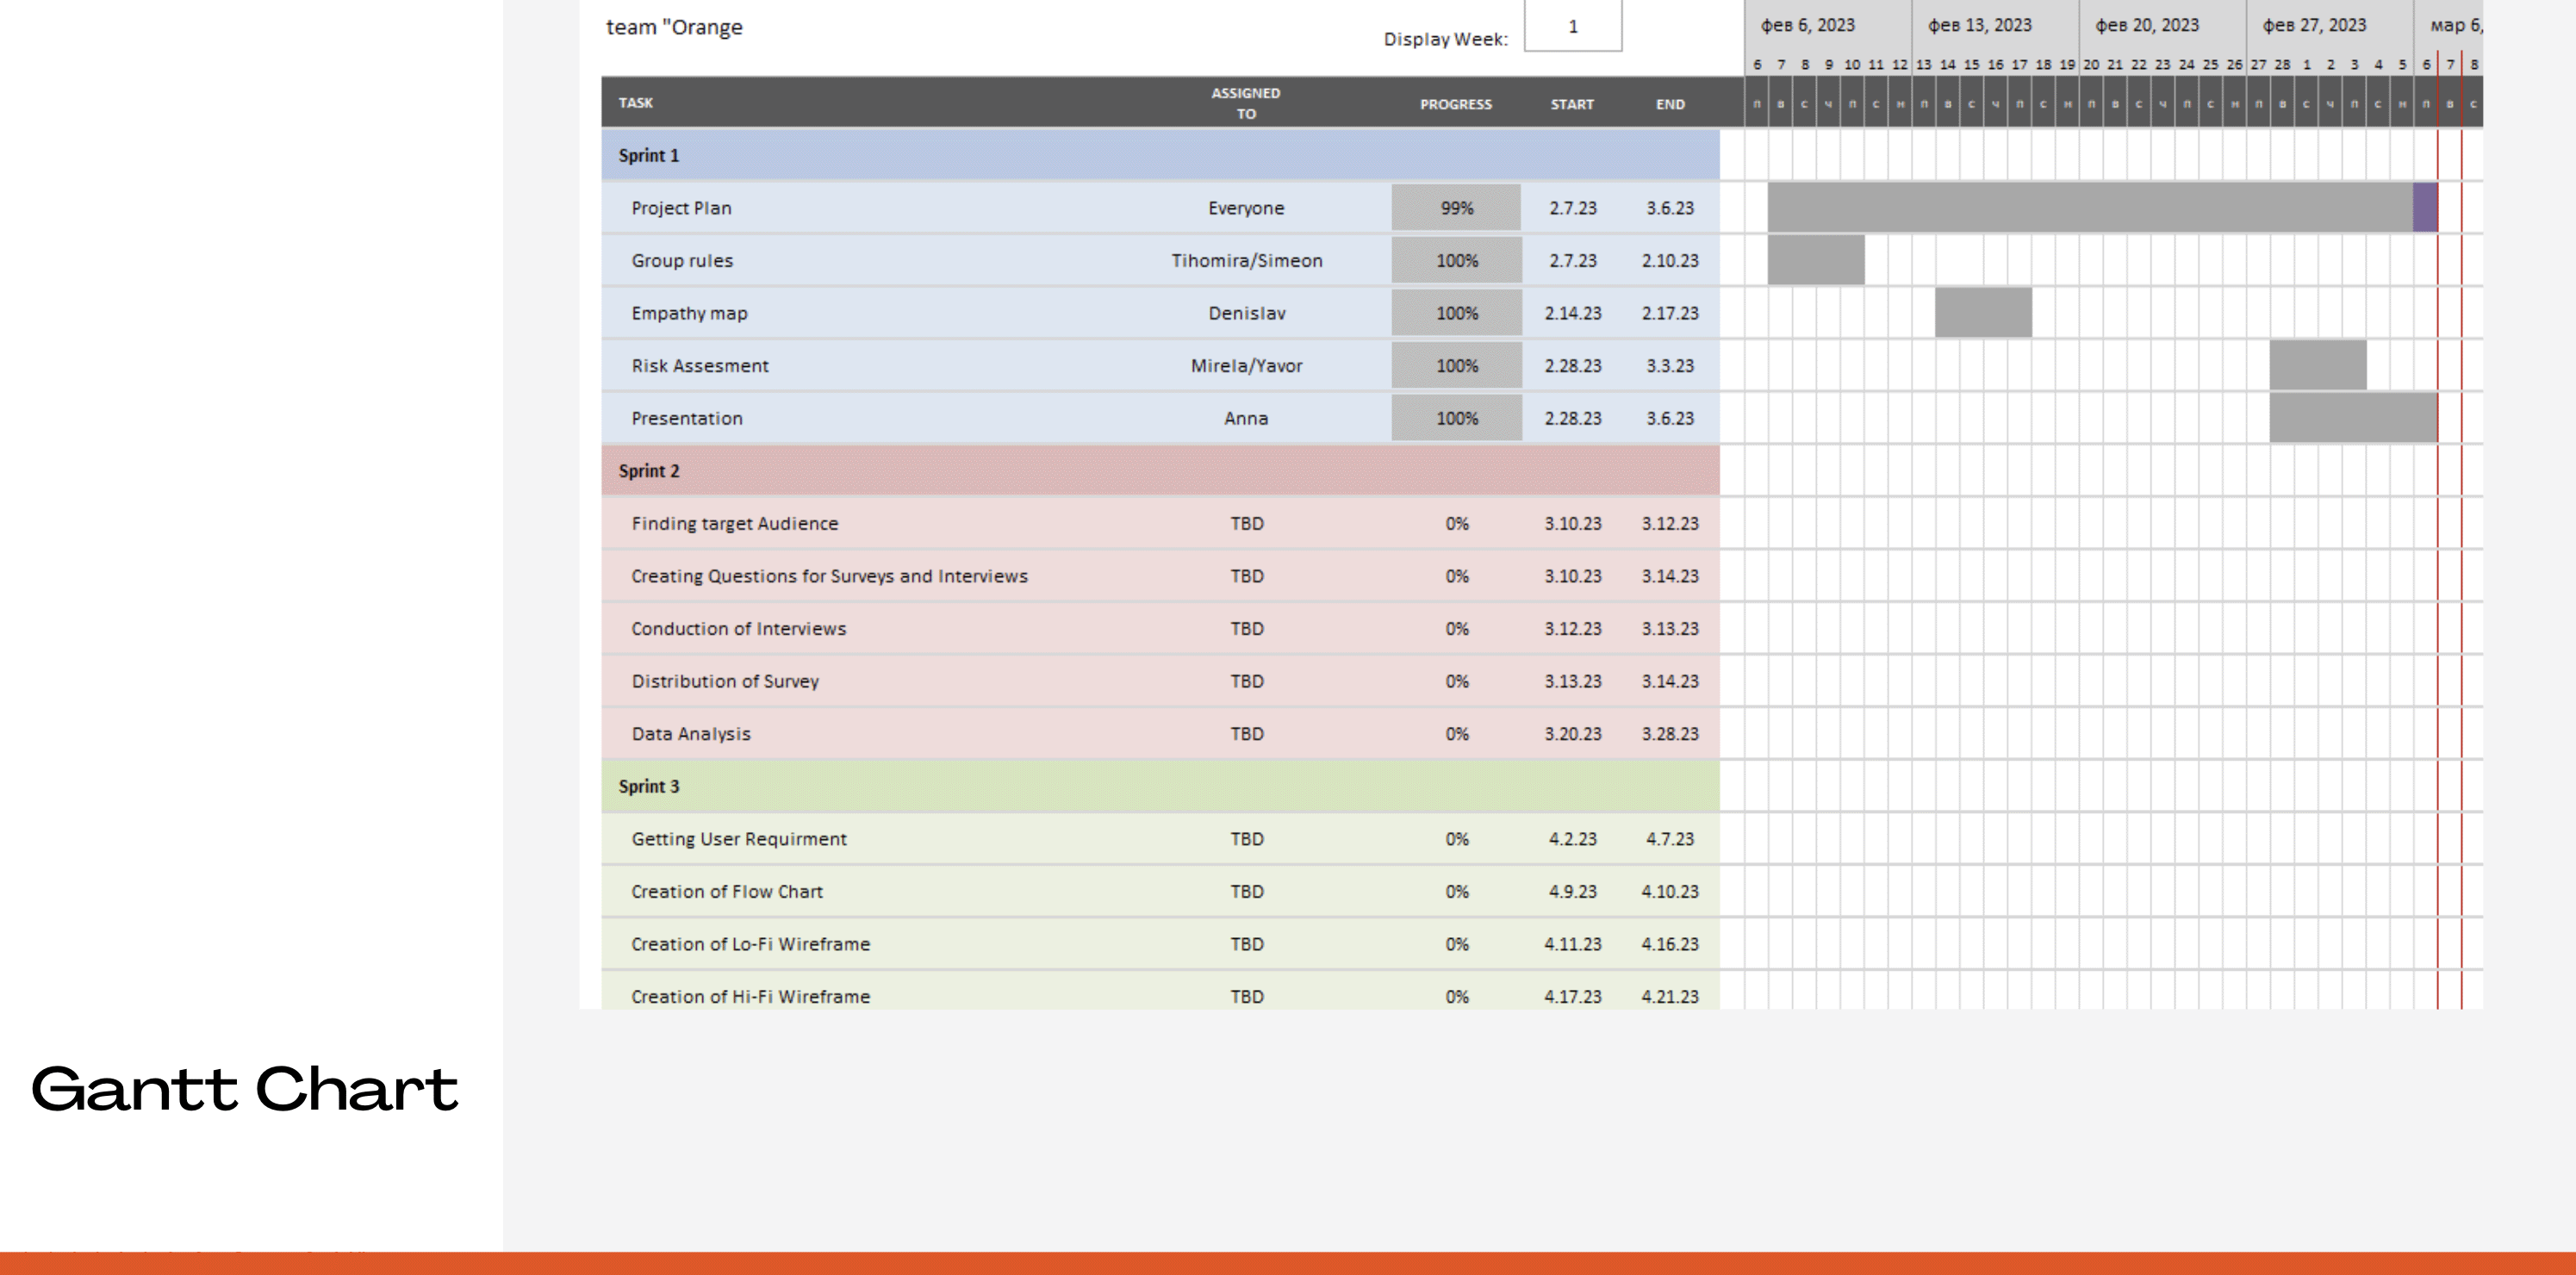 team "Orange
Display Week: 1
фев 6, 2023 фев 13, 2023 фев 20, 2023 фев 27, 2023 мар 6,
6 7 8 9 10 11 12 13 14 15 16 17 18 19 20 21 22 23 24 25 26 27 28 1 2 3 4 5 6 7 8
TASK ASSIGNED TO PROGRESS START END п в с ч п с н п в с ч п с н п в с ч п с н п в с ч п с н п в с
Sprint 1
Project Plan Everyone 99% 2.7.23 3.6.23
Group rules Tihomira/Simeon 100% 2.7.23 2.10.23
Empathy map Denislav 100% 2.14.23 2.17.23
Risk Assesment Mirela/Yavor 100% 2.28.23 3.3.23
Presentation Anna 100% 2.28.23 3.6.23
Sprint 2
Finding target Audience TBD 0% 3.10.23 3.12.23
Creating Questions for Surveys and Interviews TBD 0% 3.10.23 3.14.23
Conduction of Interviews TBD 0% 3.12.23 3.13.23
Distribution of Survey TBD 0% 3.13.23 3.14.23
Data Analysis TBD 0% 3.20.23 3.28.23
Sprint 3
Getting User Requirment TBD 0% 4.2.23 4.7.23
Creation of Flow Chart TBD 0% 4.9.23 4.10.23
Creation of Lo-Fi Wireframe TBD 0% 4.11.23 4.16.23
Creation of Hi-Fi Wireframe TBD 0% 4.17.23 4.21.23
Gantt Chart